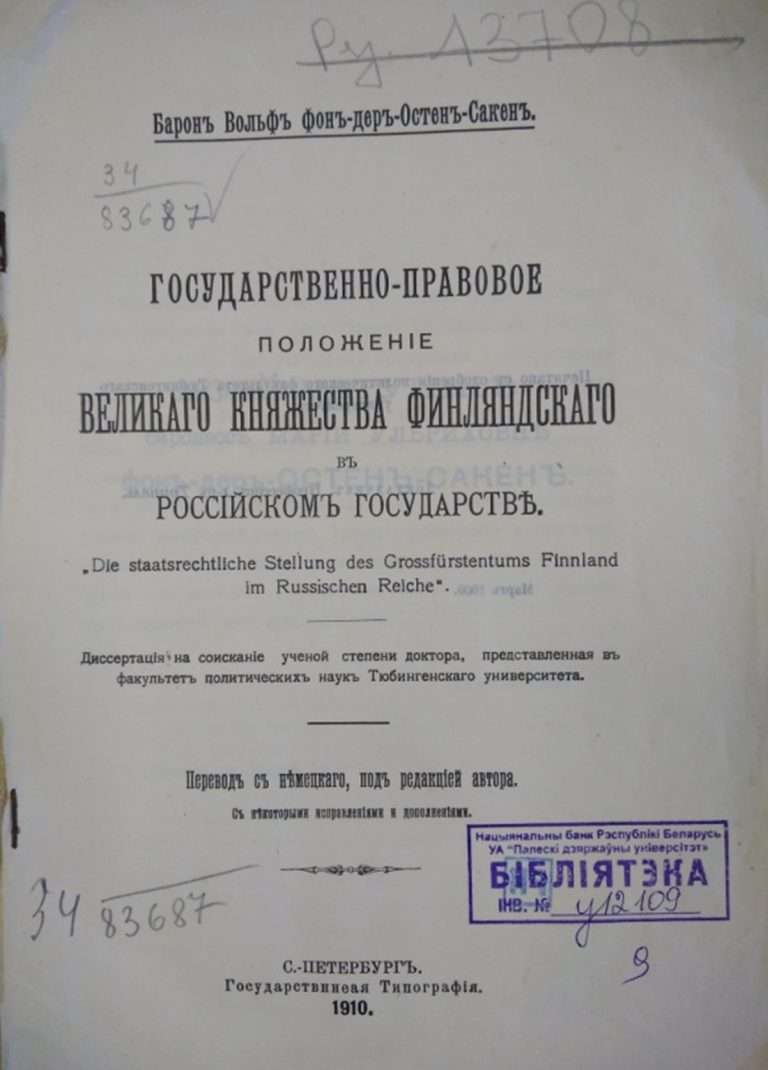 Ру. 13708
Баронъ Вольфъ фонъ-деръ-Остенъ-Сакенъ.
34
83687
ГОСУДАРСТВЕННО-ПРАВОВОЕ
ПОЛОЖЕНІЕ
ВЕЛИКАГО КНЯЖЕСТВА ФИНЛЯНДСКАГО
ВЪ
РОССІЙСКОМЪ ГОСУДАРСТВѢ.
„Die staatsrechtliche Stellung des Grossfürstentums Finnland
im Russischen Reiche“.
Диссертація на соисканіе ученой степени доктора, представленная въ
факультетъ политическихъ наукъ Тюбингенскаго университета.
Переводъ съ нѣмецкаго, подъ редакціей автора.
Съ нѣкоторыми исправленіями и дополненіями.
Нацыянальны банк Рэспублікі Беларусь
УА "Палескі дзяржаўны універсітэт»
БІБЛІЯТЭКА
ІНВ. № у12109
34 83687
9
С.-ПЕТЕРБУРГЪ.
Государствннеая Типографія.
1910.